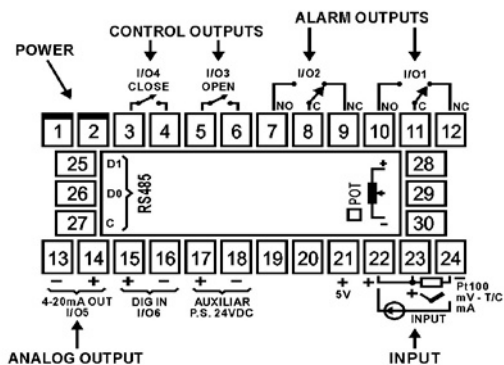 ALARM OUTPUTS
CONTROL OUTPUTS
POWER
I/O4 I/O3 I/O2 I/O1
CLOSE OPEN
NO C NC NO C NC
1 2 3 4 5 6 7 8 9 10 11 12
25 D1 28
26 D0 RS485 POT + 29
27 C − 30
13 14 15 16 17 18 19 20 21 22 23 24
− + + − + − + + + −
4-20mA OUT DIG IN AUXILIAR 5V Pt100
I/O5 I/O6 P.S. 24VDC mV - T/C
INPUT mA
ANALOG OUTPUT INPUT